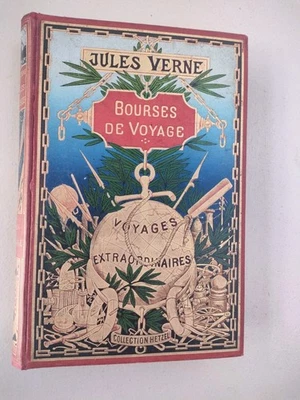 JULES VERNE
BOURSES
DE VOYAGE
VOYAGES
EXTRAORDINAIRES
COLLECTION HETZEL